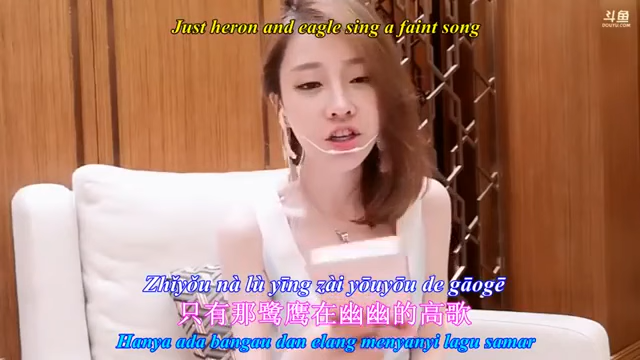 Just heron and eagle sing a faint song
斗鱼
DOUYU.COM
Zhǐyǒu nà lù yīng zài yōuyōu de gāogē
只有那鹭鹰在幽幽的高歌
Hanya ada bangau dan elang menyanyi lagu samar